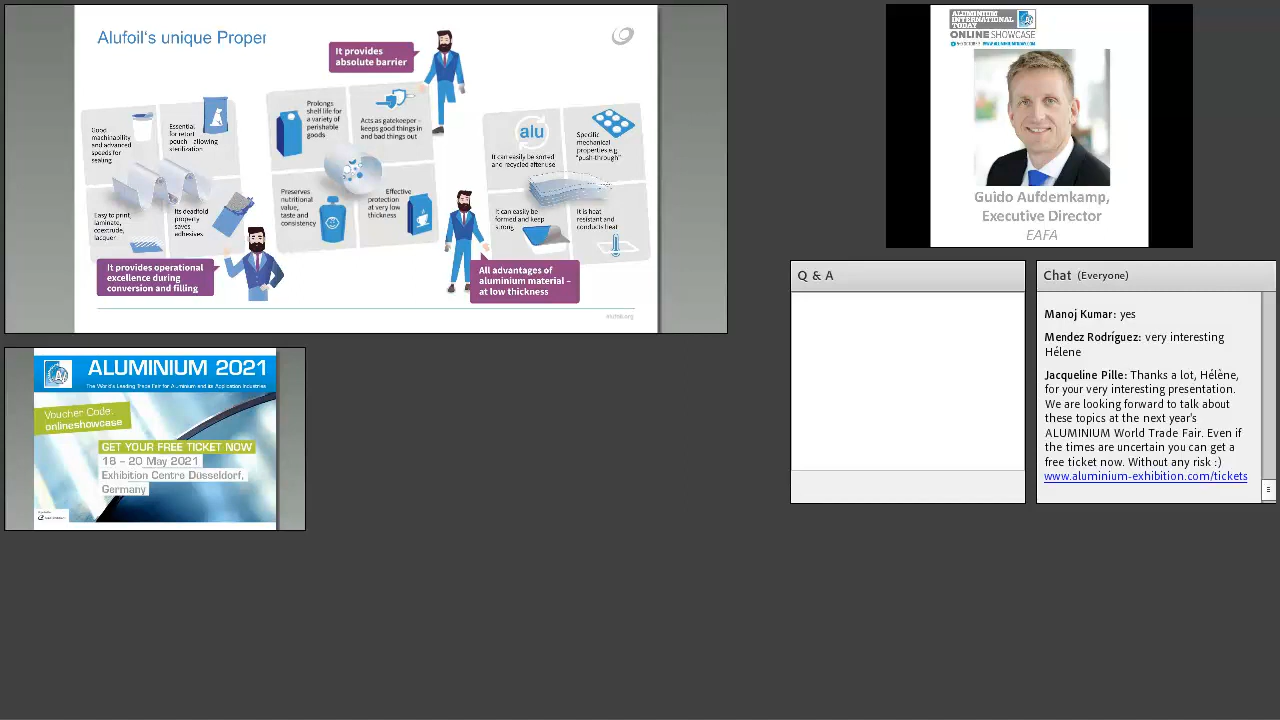 Alufoil's unique Proper
It provides
absolute barrier
Good
machinability
and advanced
speeds for
sealing
Essential
for retort
pouch – allowing
sterilization
Easy to print,
laminate,
coextrude,
lacquer
Its deadfold
property
saves
adhesives
It provides operational
excellence during
conversion and filling
Prolongs
shelf life for
a variety of
perishable
goods
Acts as gatekeeper –
keeps good things in
and bad things out
Preserves
nutritional
value,
taste and
consistency
Effective
protection
at very low
thickness
alu
It can easily be sorted
and recycled after use
Specific
mechanical
properties e.g.
"push-through"
It can easily be
formed and keep
strong
It is heat
resistant and
conducts heat
All advantages of
aluminium material –
at low thickness
ALUMINIUM
INTERNATIONAL
TODAY
ONLINE SHOWCASE
Guido Aufdemkamp,
Executive Director
EAFA
Q & A
Chat (Everyone)
Manoj Kumar: yes
Mendez Rodríguez: very interesting
Hélene
Jacqueline Pille: Thanks a lot, Hélène,
for your very interesting presentation.
We are looking forward to talk about
these topics at the next year's
ALUMINIUM World Trade Fair. Even if
the times are uncertain you can get a
free ticket now. Without any risk :)
www.aluminium-exhibition.com/tickets
ALUMINIUM 2021
The World's Leading Trade Fair for Aluminium and its Application Industries
Voucher Code:
onlineshowcase
GET YOUR FREE TICKET NOW
18 – 20 May 2021
Exhibition Centre Düsseldorf,
Germany